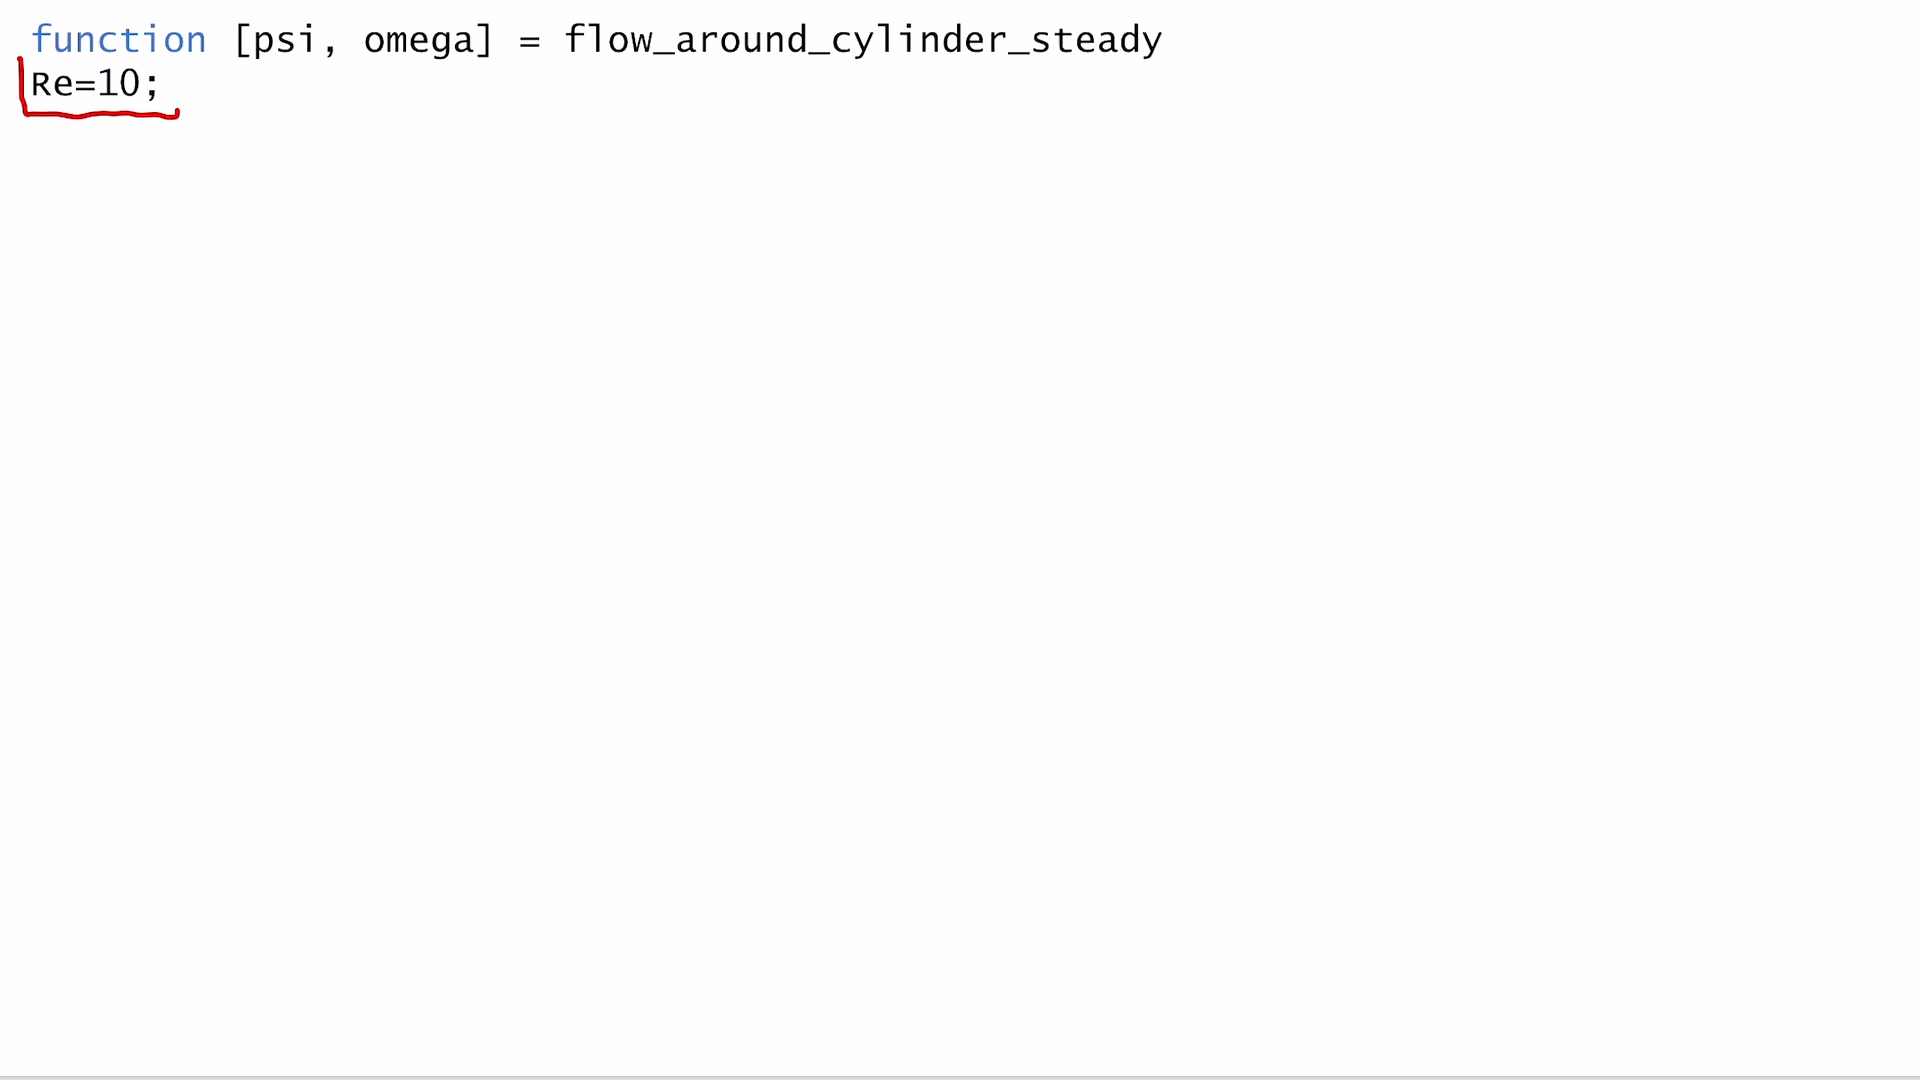 function [psi, omega] = flow_around_cylinder_steady
Re=10;